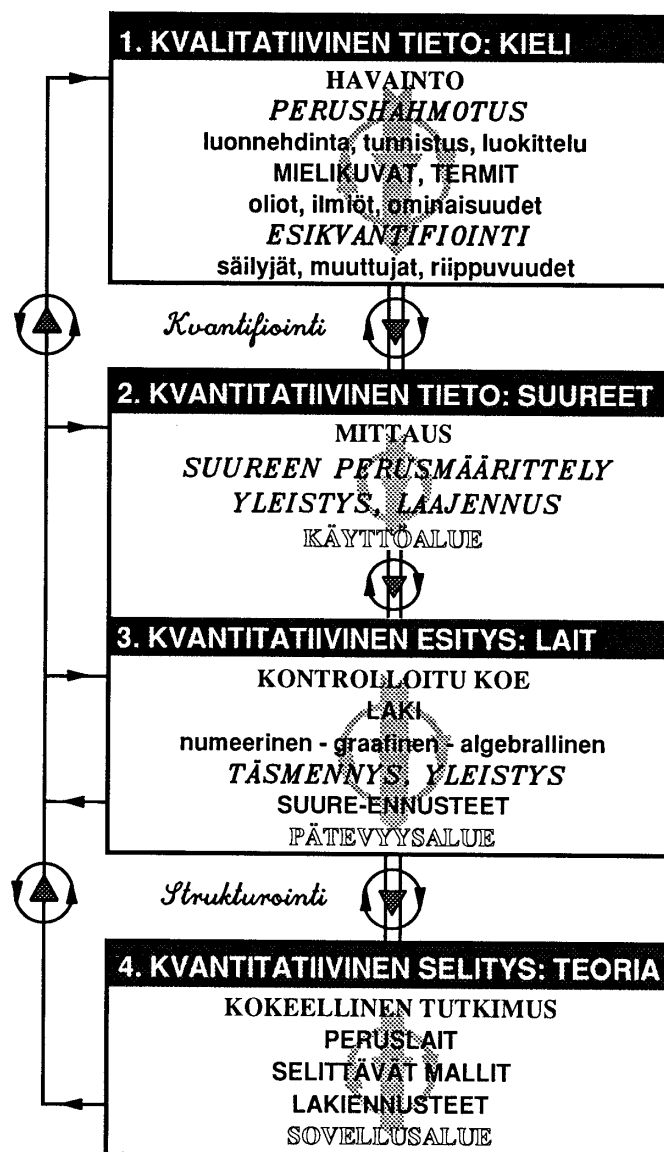 1. KVALITATIIVINEN TIETO: KIELI
HAVAINTO
PERUSHAHMOTUS
luonnehdinta, tunnistus, luokittelu
MIELIKUVAT, TERMIT
oliot, ilmiöt, ominaisuudet
ESIKVANTIFIOINTI
säilyjät, muuttujat, riippuvuudet
Kvantifiointi
2. KVANTITATIIVINEN TIETO: SUUREET
MITTAUS
SUUREEN PERUSMÄÄRITTELY
YLEISTYS, LAAJENNUS
KÄYTTÖALUE
3. KVANTITATIIVINEN ESITYS: LAIT
KONTROLLOITU KOE
LAKI
numeerinen - graafinen - algebrallinen
TÄSMENNYS, YLEISTYS
SUURE-ENNUSTEET
PÄTEVYYSALUE
Strukturointi
4. KVANTITATIIVINEN SELITYS: TEORIA
KOKEELLINEN TUTKIMUS
PERUSLAIT
SELITTÄVÄT MALLIT
LAKIENNUSTEET
SOVELLUSALUE